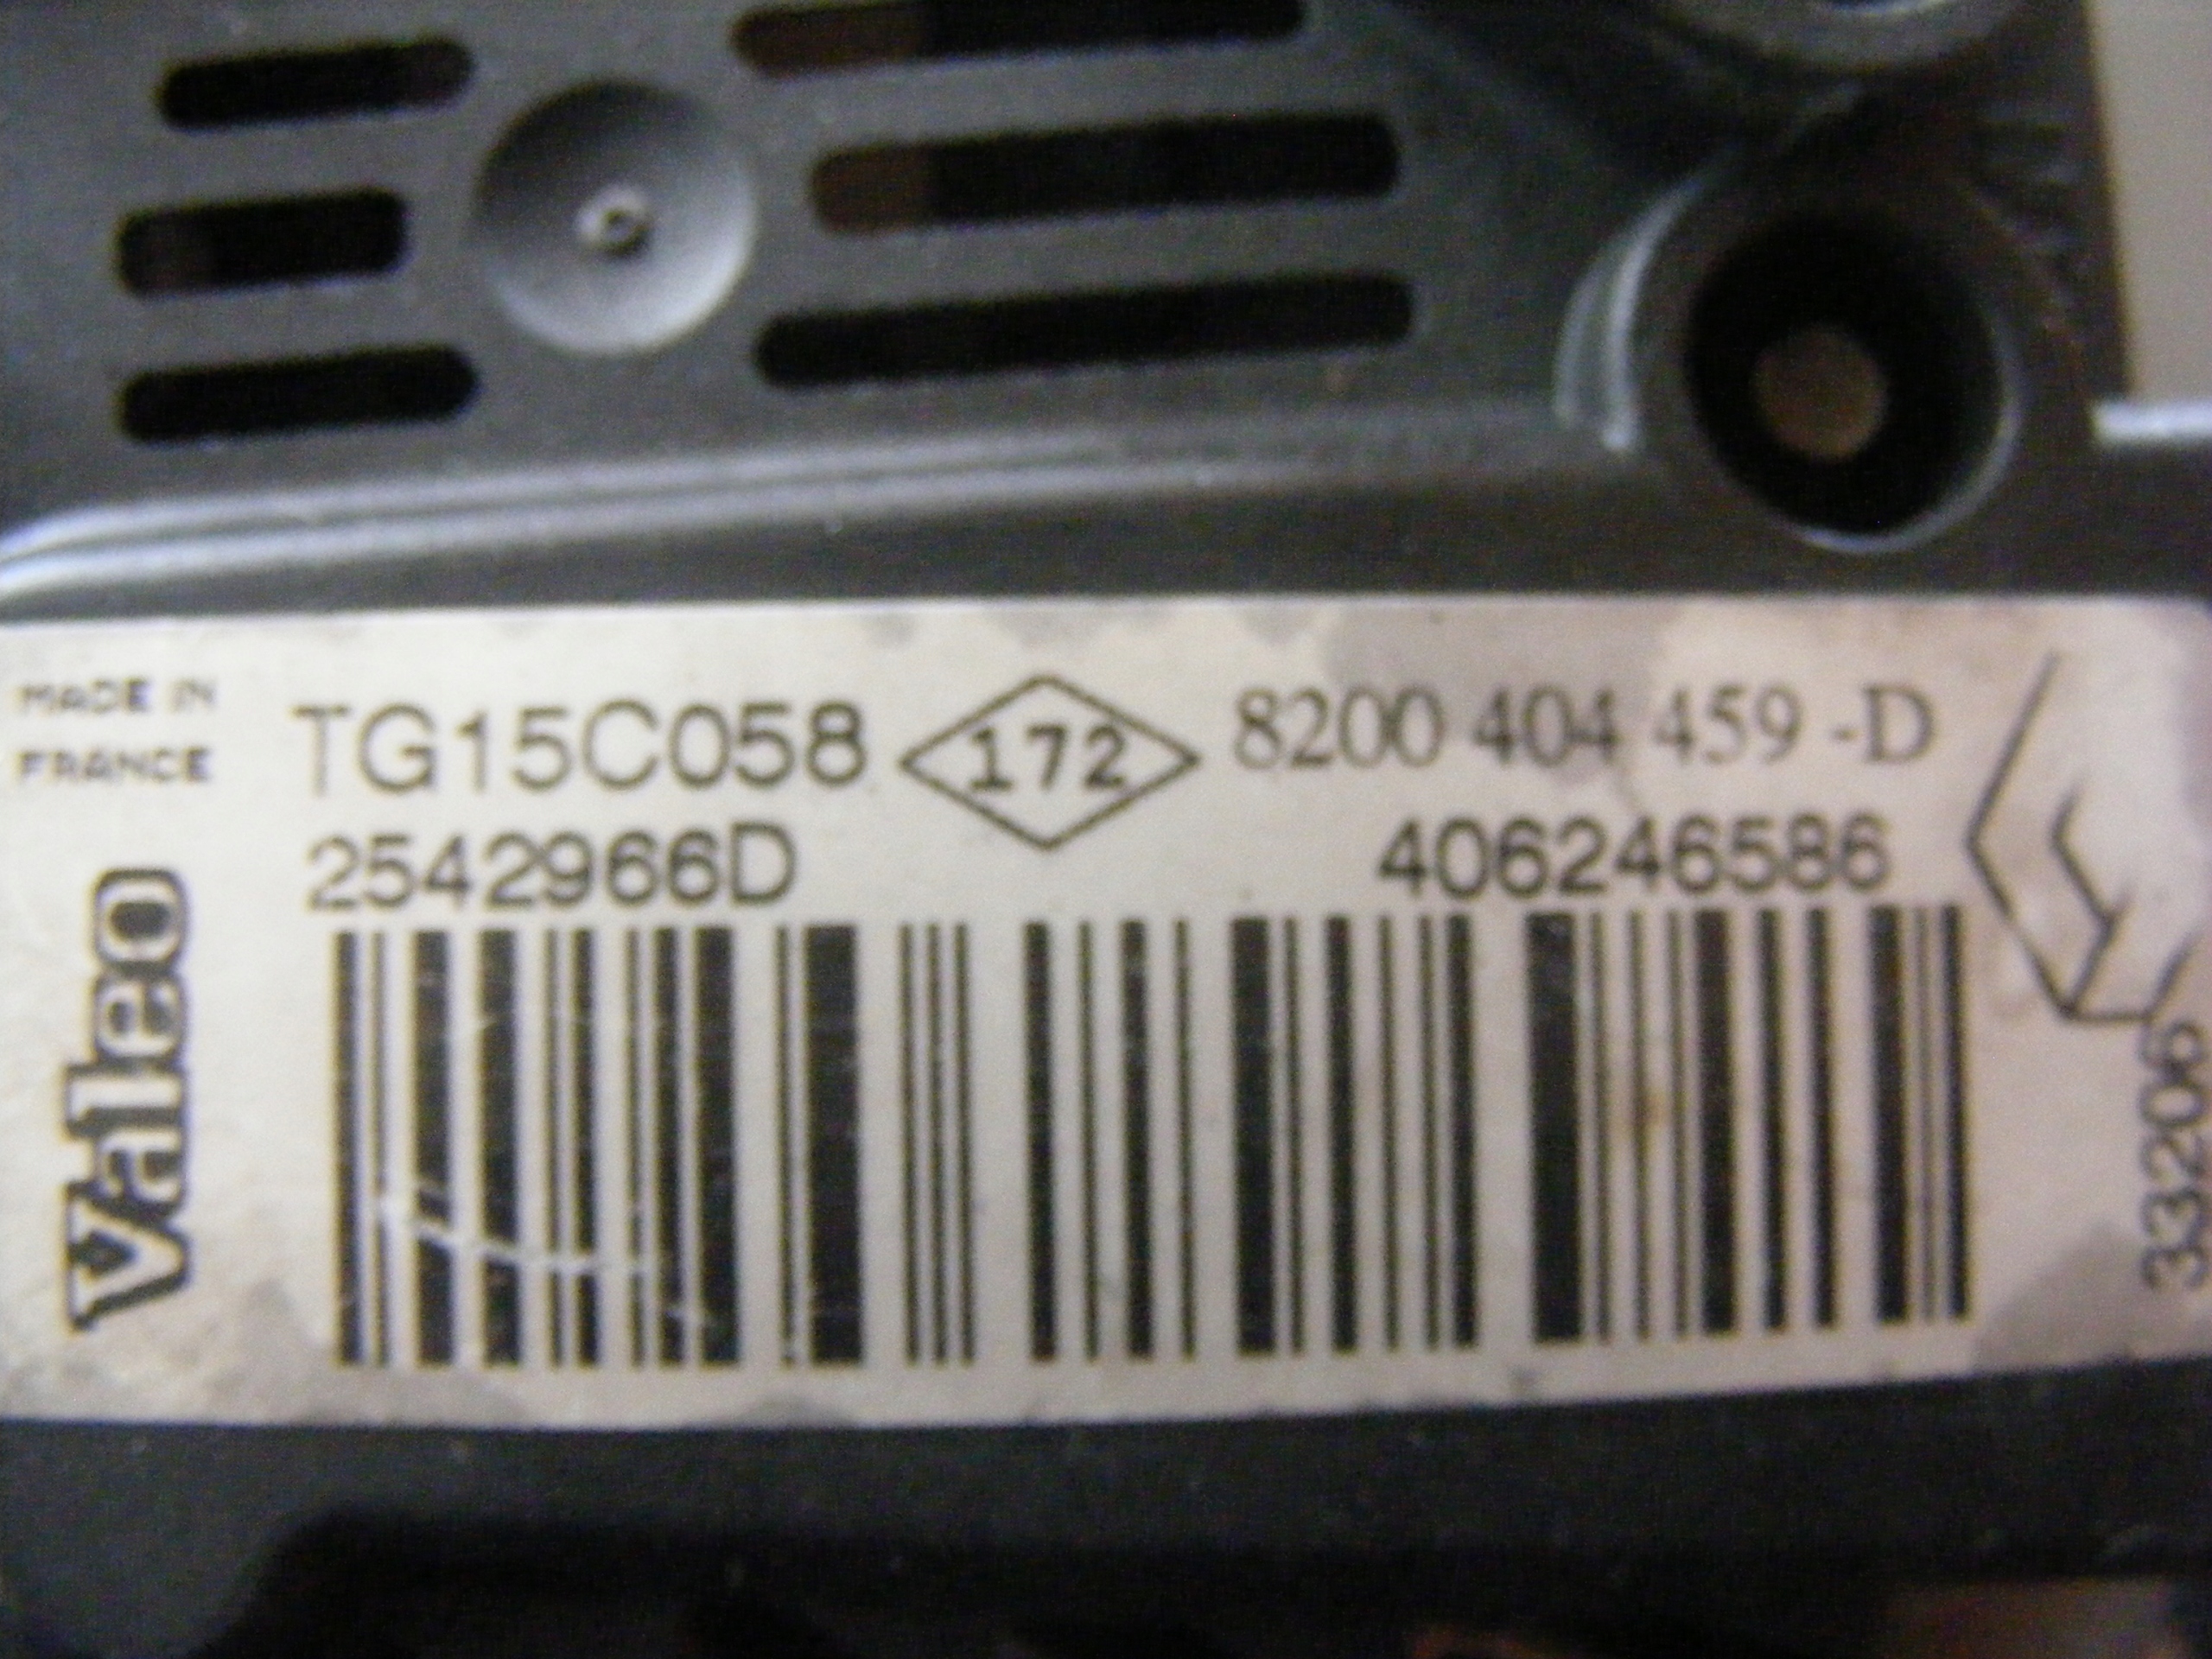 MADE IN
FRANCE
TG15C058
172
8200 404 459 -D
2542966D
406246586
Valeo
33206